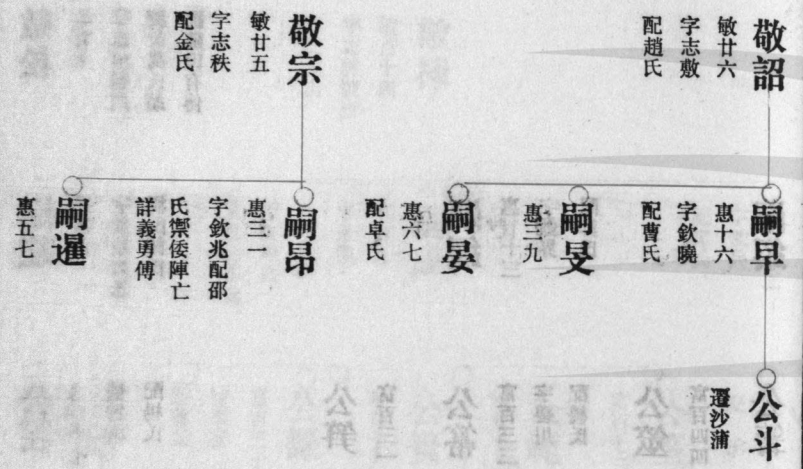 敬詔
敏廿六
字志敷
配趙氏
敬宗
敏廿五
字志秩
配金氏
嗣早
惠十六
字欽曉
配曹氏
嗣旻
惠三九
嗣晏
惠六七
配卓氏
嗣昂
惠三一
字欽兆配邵
氏禦倭陣亡
詳義勇傳
嗣暹
惠五七
公斗
遷沙蒲